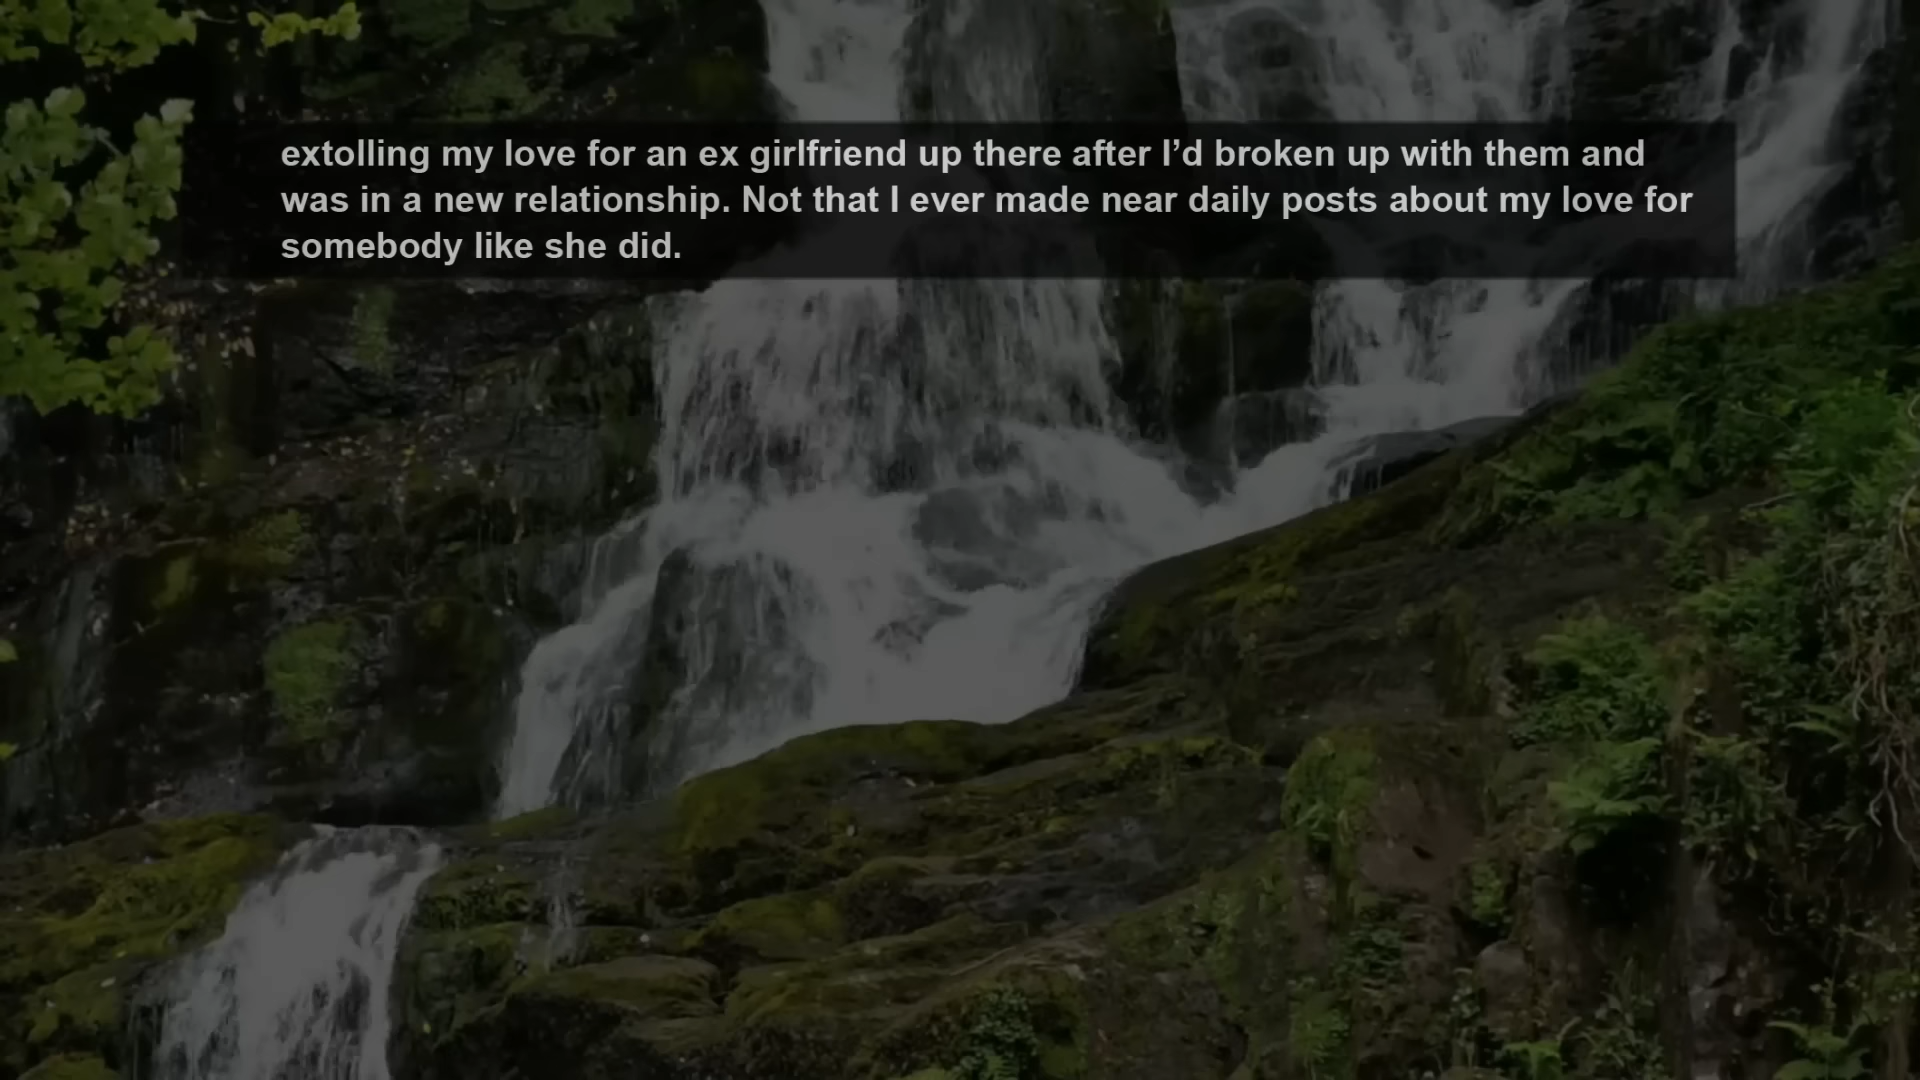 extolling my love for an ex girlfriend up there after I’d broken up with them and
was in a new relationship. Not that I ever made near daily posts about my love for
somebody like she did.